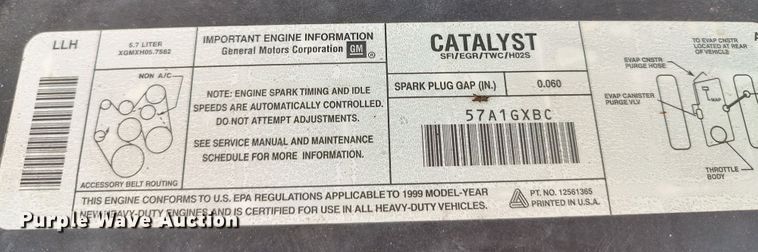 LLH
5.7 LITER
XGMXH05.7582
NON A/C
ACCESSORY BELT ROUTING
IMPORTANT ENGINE INFORMATION
General Motors Corporation GM ®
NOTE: ENGINE SPARK TIMING AND IDLE
SPEEDS ARE AUTOMATICALLY CONTROLLED.
DO NOT ATTEMPT ADJUSTMENTS.
SEE SERVICE MANUAL AND MAINTENANCE
SCHEDULE FOR MORE INFORMATION.
CATALYST
SFI/EGR/TWC/HO2S
SPARK PLUG GAP (IN.) 0.060
57A1GXBC
TO EVAP CNSTR
LOCATED AT REAR
OF VEHICLE
EVAP CNSTR
PURGE HOSE
EVAP CANISTER
PURGE VLV
MAP
THROTTLE
BODY
THIS ENGINE CONFORMS TO U.S. EPA REGULATIONS APPLICABLE TO 1999 MODEL-YEAR
NEW HEAVY-DUTY ENGINES AND IS CERTIFIED FOR USE IN ALL HEAVY-DUTY VEHICLES.
PT. NO. 12561365
PRINTED IN U.S.A.
Purple Wave Auction